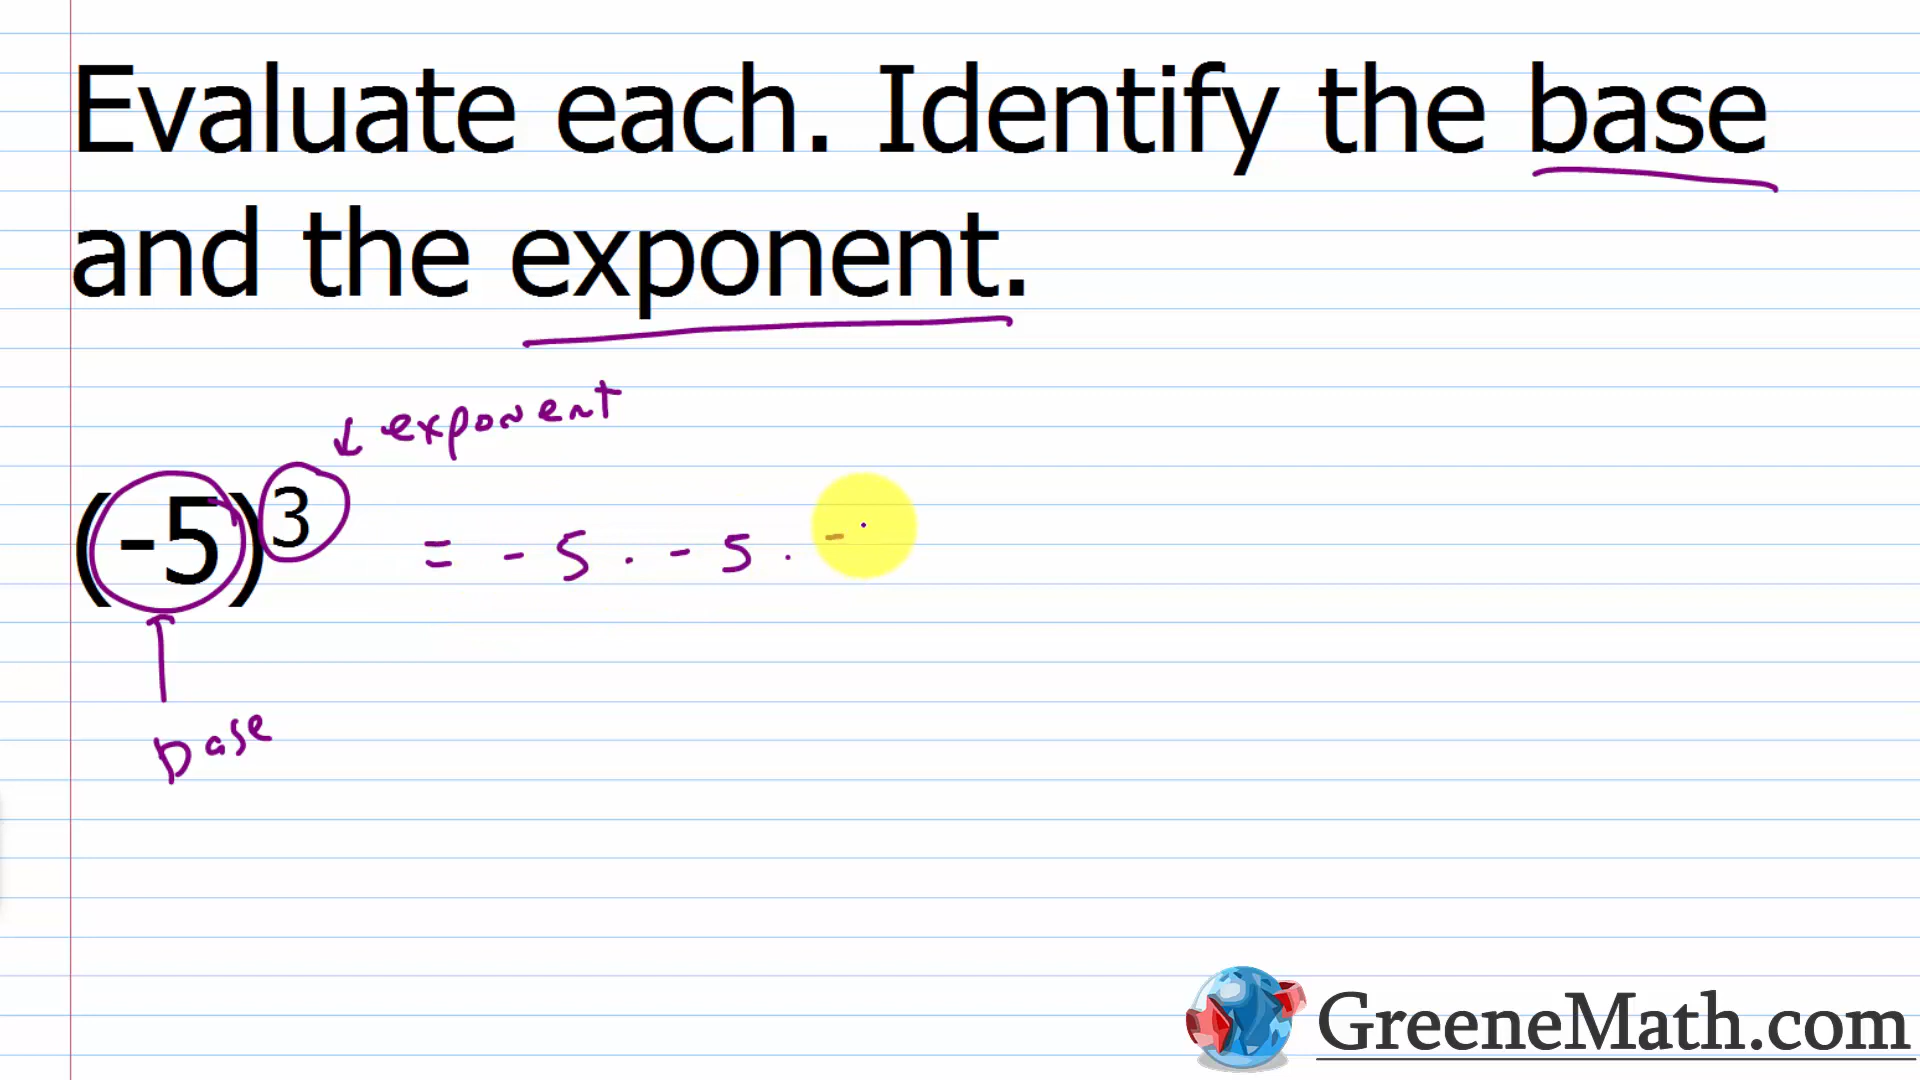 Evaluate each. Identify the base
and the exponent.
↓ exponent
(-5)³ = - 5 . - 5 . -
base
GreeneMath.com